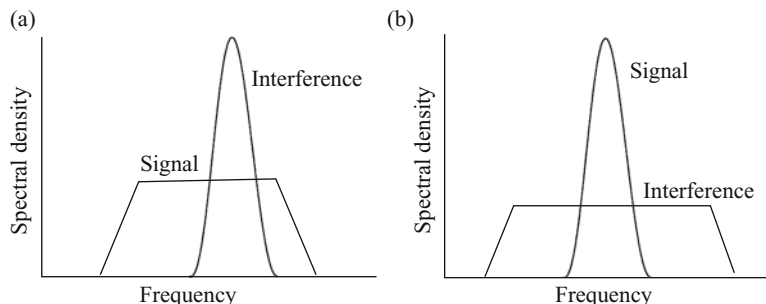 (a)
Spectral density
Interference
Signal
Frequency
(b)
Spectral density
Signal
Interference
Frequency